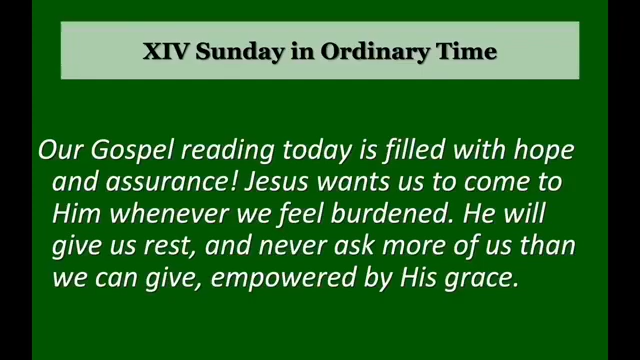 XIV Sunday in Ordinary Time
Our Gospel reading today is filled with hope
and assurance! Jesus wants us to come to
Him whenever we feel burdened. He will
give us rest, and never ask more of us than
we can give, empowered by His grace.